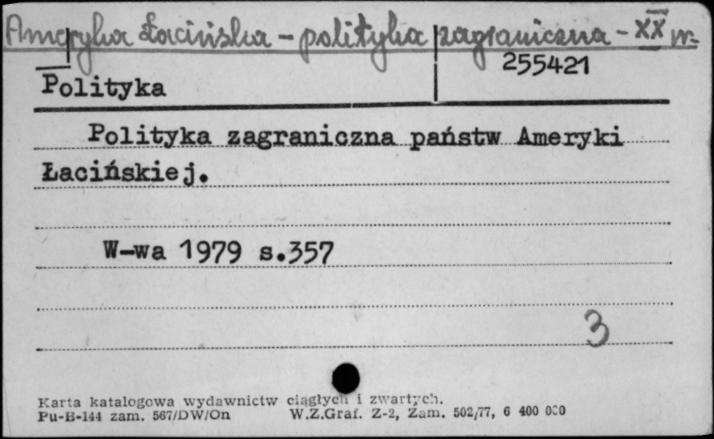 Ameryka Łacińska - polityka zagraniczna - XX w.
255421
Polityka
Polityka zagraniczna państw Ameryki
Łacińskiej.
W-wa 1979 s.357
3
Karta katalogowa wydawnictw ciągłych i zwartych.
Pu-B-144 zam. 567/DW/On W.Z.Graf. Z-2, Zam. 502/77, 6 400 000